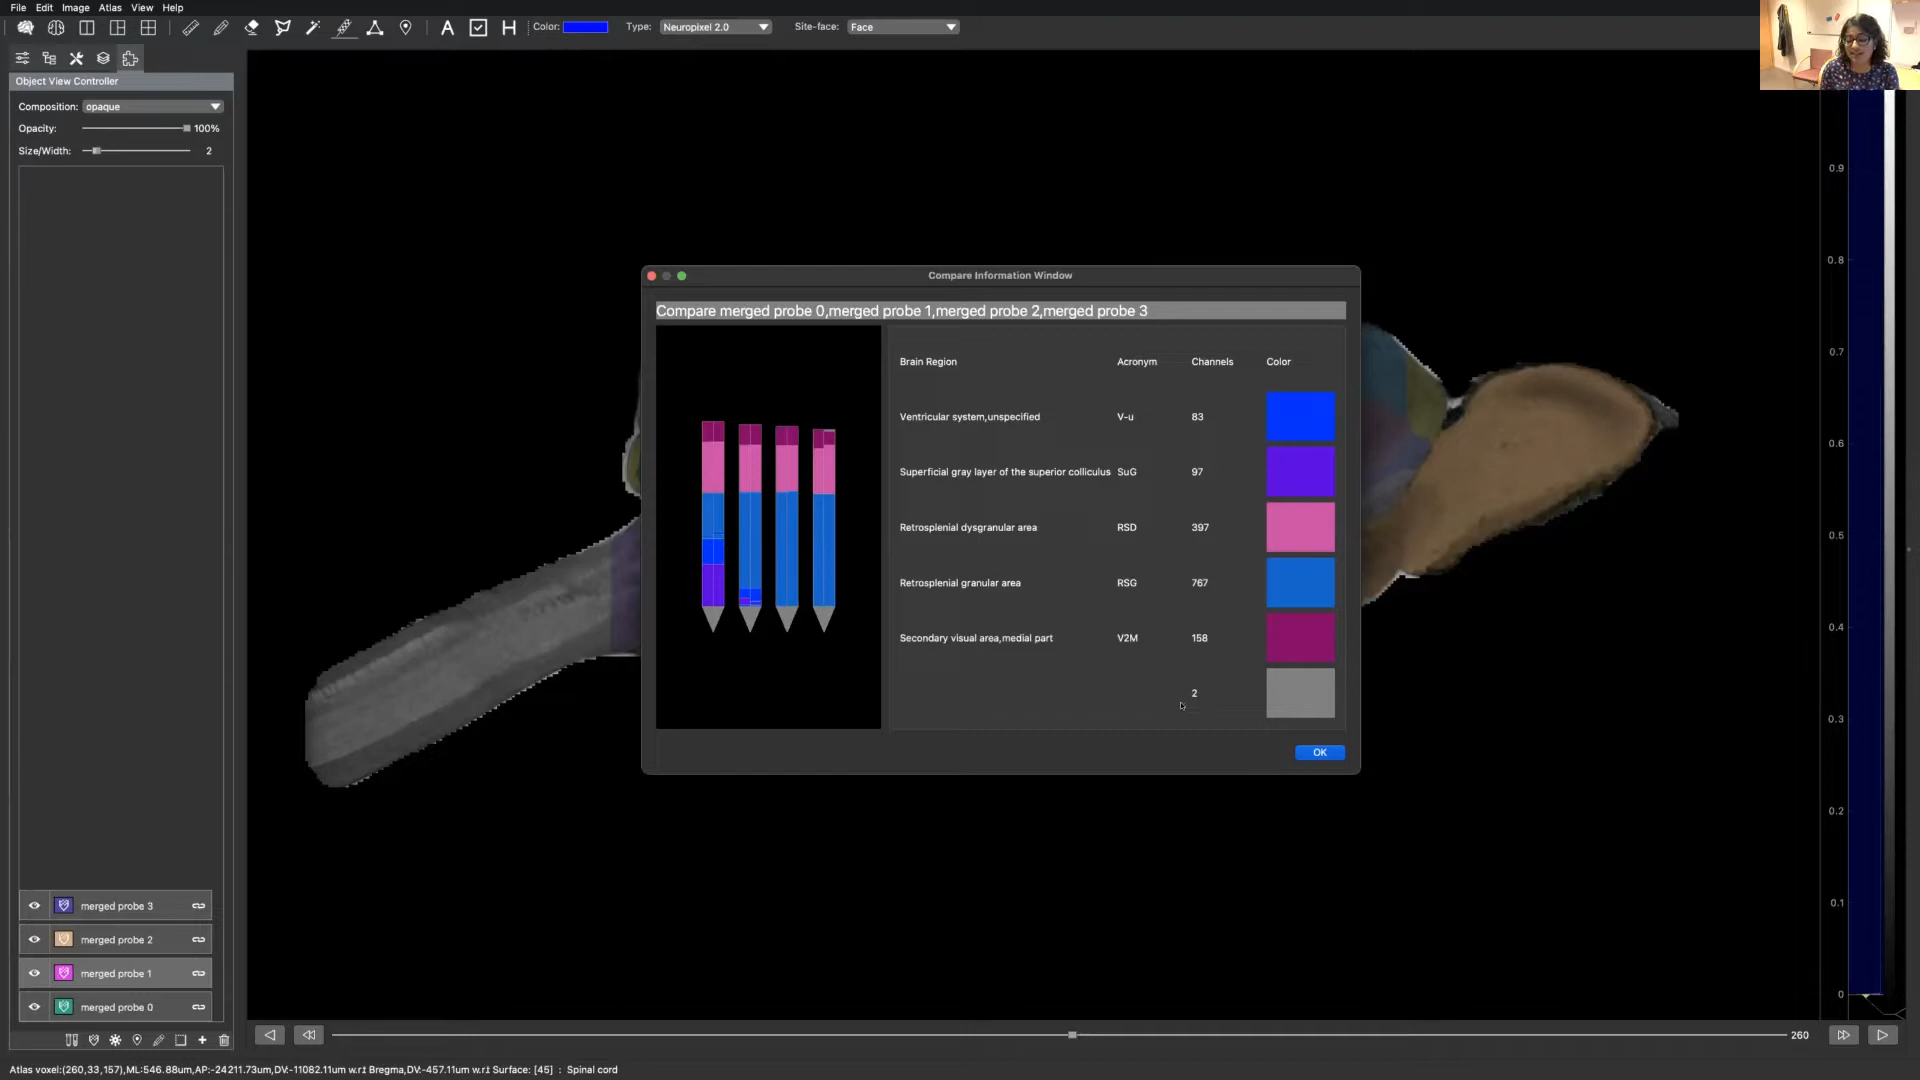 File Edit Image Atlas View Help
A H Color: Type: Neuropixel 2.0 Site-face: Face
Object View Controller
Composition: opaque
Opacity: 100%
Size/Width: 2
Compare Information Window
Compare merged probe 0,merged probe 1,merged probe 2,merged probe 3
Brain Region Acronym Channels Color
Ventricular system,unspecified V-u 83
Superficial gray layer of the superior colliculus SuG 97
Retrosplenial dysgranular area RSD 397
Retrosplenial granular area RSG 767
Secondary visual area,medial part V2M 158
2
OK
0.9
0.8
0.7
0.6
0.5
0.4
0.3
0.2
0.1
0
merged probe 3
merged probe 2
merged probe 1
merged probe 0
260
Atlas voxel:(260,33,157),ML:546.88um,AP:-24211.73um,DV:-11082.11um w.r.t Bregma,DV:-457.11um w.r.t Surface: [45] : Spinal cord